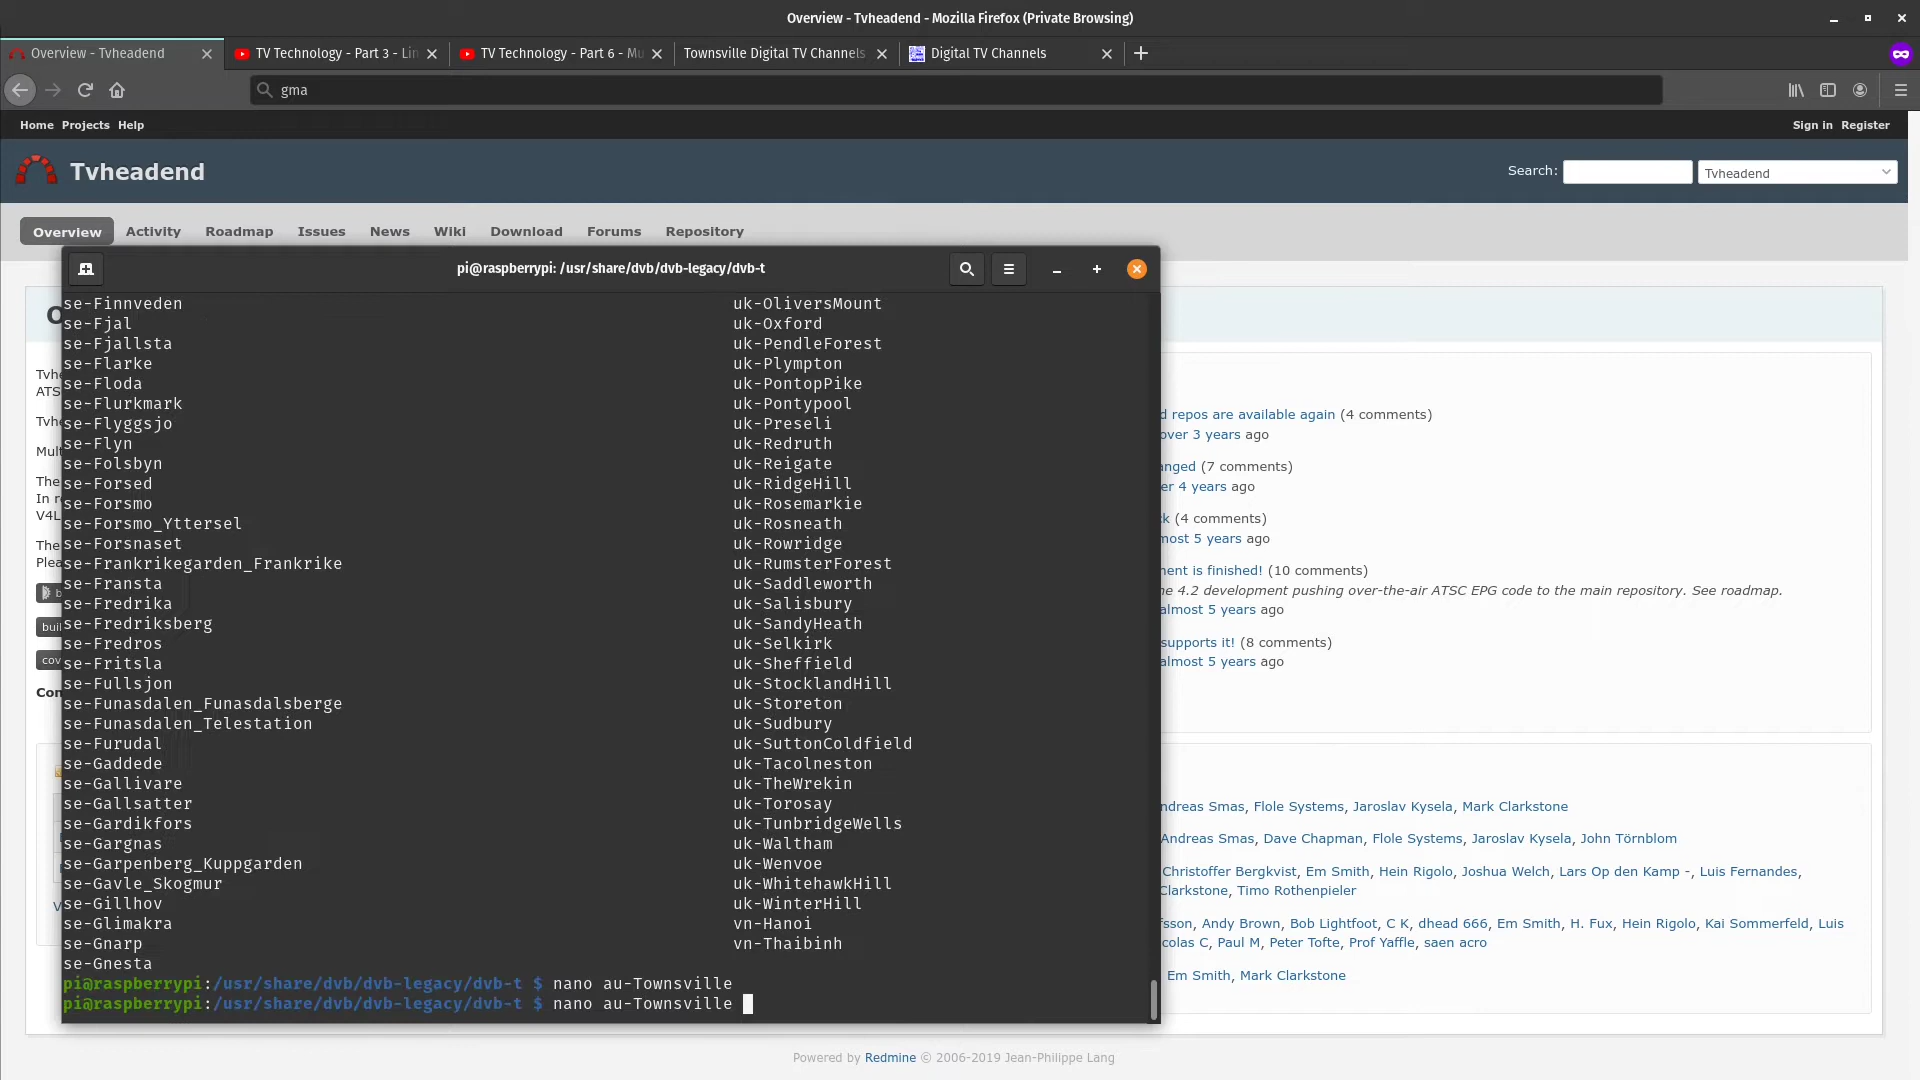 Overview - Tvheadend - Mozilla Firefox (Private Browsing)
Overview - Tvheadend
TV Technology - Part 3 - Lin
TV Technology - Part 6 - Mu
Townsville Digital TV Channels
Digital TV Channels
gma
Home Projects Help
Sign in Register
Tvheadend
Search:
Tvheadend
Overview Activity Roadmap Issues News Wiki Download Forums Repository
pi@raspberrypi: /usr/share/dvb/dvb-legacy/dvb-t
se-Finnveden uk-OliversMount
se-Fjal uk-Oxford
se-Fjallsta uk-PendleForest
se-Flarke uk-Plympton
se-Floda uk-PontopPike
se-Flurkmark uk-Pontypool
se-Flyggsjo uk-Preseli
se-Flyn uk-Redruth
se-Folsbyn uk-Reigate
se-Forsed uk-RidgeHill
se-Forsmo uk-Rosemarkie
se-Forsmo_Yttersel uk-Rosneath
se-Forsnaset uk-Rowridge
se-Frankrikegarden_Frankrike uk-RumsterForest
se-Fransta uk-Saddleworth
se-Fredrika uk-Salisbury
se-Fredriksberg uk-SandyHeath
se-Fredros uk-Selkirk
se-Fritsla uk-Sheffield
se-Fullsjon uk-StocklandHill
se-Funasdalen_Funasdalsberge uk-Storeton
se-Funasdalen_Telestation uk-Sudbury
se-Furudal uk-SuttonColdfield
se-Gaddede uk-Tacolneston
se-Gallivare uk-TheWrekin
se-Gallsatter uk-Torosay
se-Gardikfors uk-TunbridgeWells
se-Gargnas uk-Waltham
se-Garpenberg_Kuppgarden uk-Wenvoe
se-Gavle_Skogmur uk-WhitehawkHill
se-Gillhov uk-WinterHill
se-Glimakra vn-Hanoi
se-Gnarp vn-Thaibinh
se-Gnesta
pi@raspberrypi:/usr/share/dvb/dvb-legacy/dvb-t $ nano au-Townsville
pi@raspberrypi:/usr/share/dvb/dvb-legacy/dvb-t $ nano au-Townsville
O
Tvhe
ATS
Tvhe
Mult
The
In r
V4L
The
Plea
b
buil
cov
Con
V
d repos are available again (4 comments)
over 3 years ago
anged (7 comments)
er 4 years ago
ck (4 comments)
most 5 years ago
nent is finished! (10 comments)
he 4.2 development pushing over-the-air ATSC EPG code to the main repository. See roadmap.
almost 5 years ago
supports it! (8 comments)
almost 5 years ago
ndreas Smas, Flole Systems, Jaroslav Kysela, Mark Clarkstone
Andreas Smas, Dave Chapman, Flole Systems, Jaroslav Kysela, John Törnblom
Christoffer Bergkvist, Em Smith, Hein Rigolo, Joshua Welch, Lars Op den Kamp -, Luis Fernandes,
Clarkstone, Timo Rothenpieler
fsson, Andy Brown, Bob Lightfoot, C K, dhead 666, Em Smith, H. Fux, Hein Rigolo, Kai Sommerfeld, Luis
colas C, Paul M, Peter Tofte, Prof Yaffle, saen acro
Em Smith, Mark Clarkstone
Powered by Redmine © 2006-2019 Jean-Philippe Lang